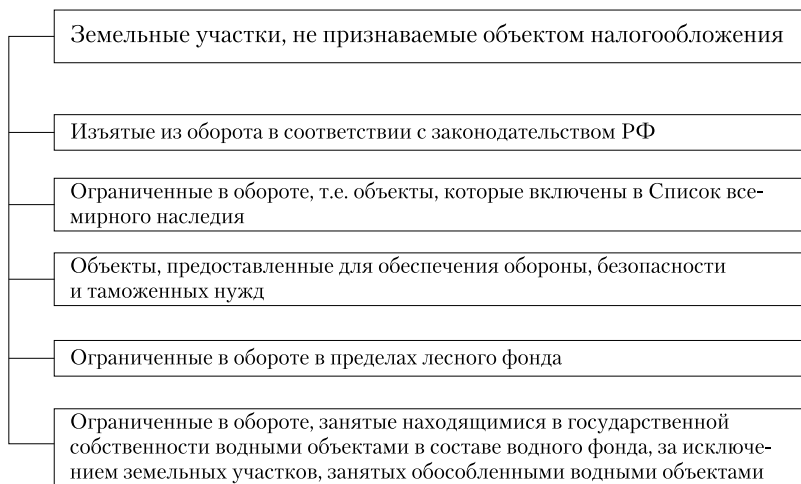 Земельные участки, не признаваемые объектом налогообложения
Изъятые из оборота в соответствии с законодательством РФ
Ограниченные в обороте, т.е. объекты, которые включены в Список все-
мирного наследия
Объекты, предоставленные для обеспечения обороны, безопасности
и таможенных нужд
Ограниченные в обороте в пределах лесного фонда
Ограниченные в обороте, занятые находящимися в государственной
собственности водными объектами в составе водного фонда, за исключе-
нием земельных участков, занятых обособленными водными объектами